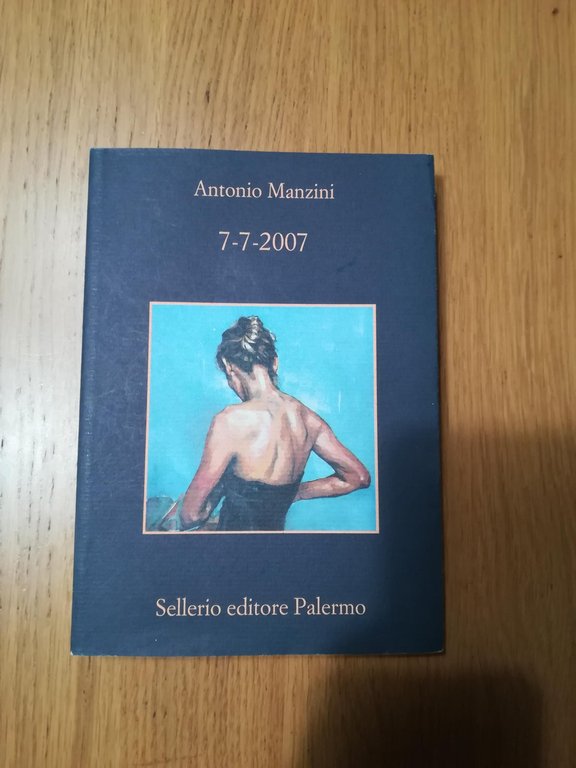 Antonio Manzini
7-7-2007
Sellerio editore Palermo